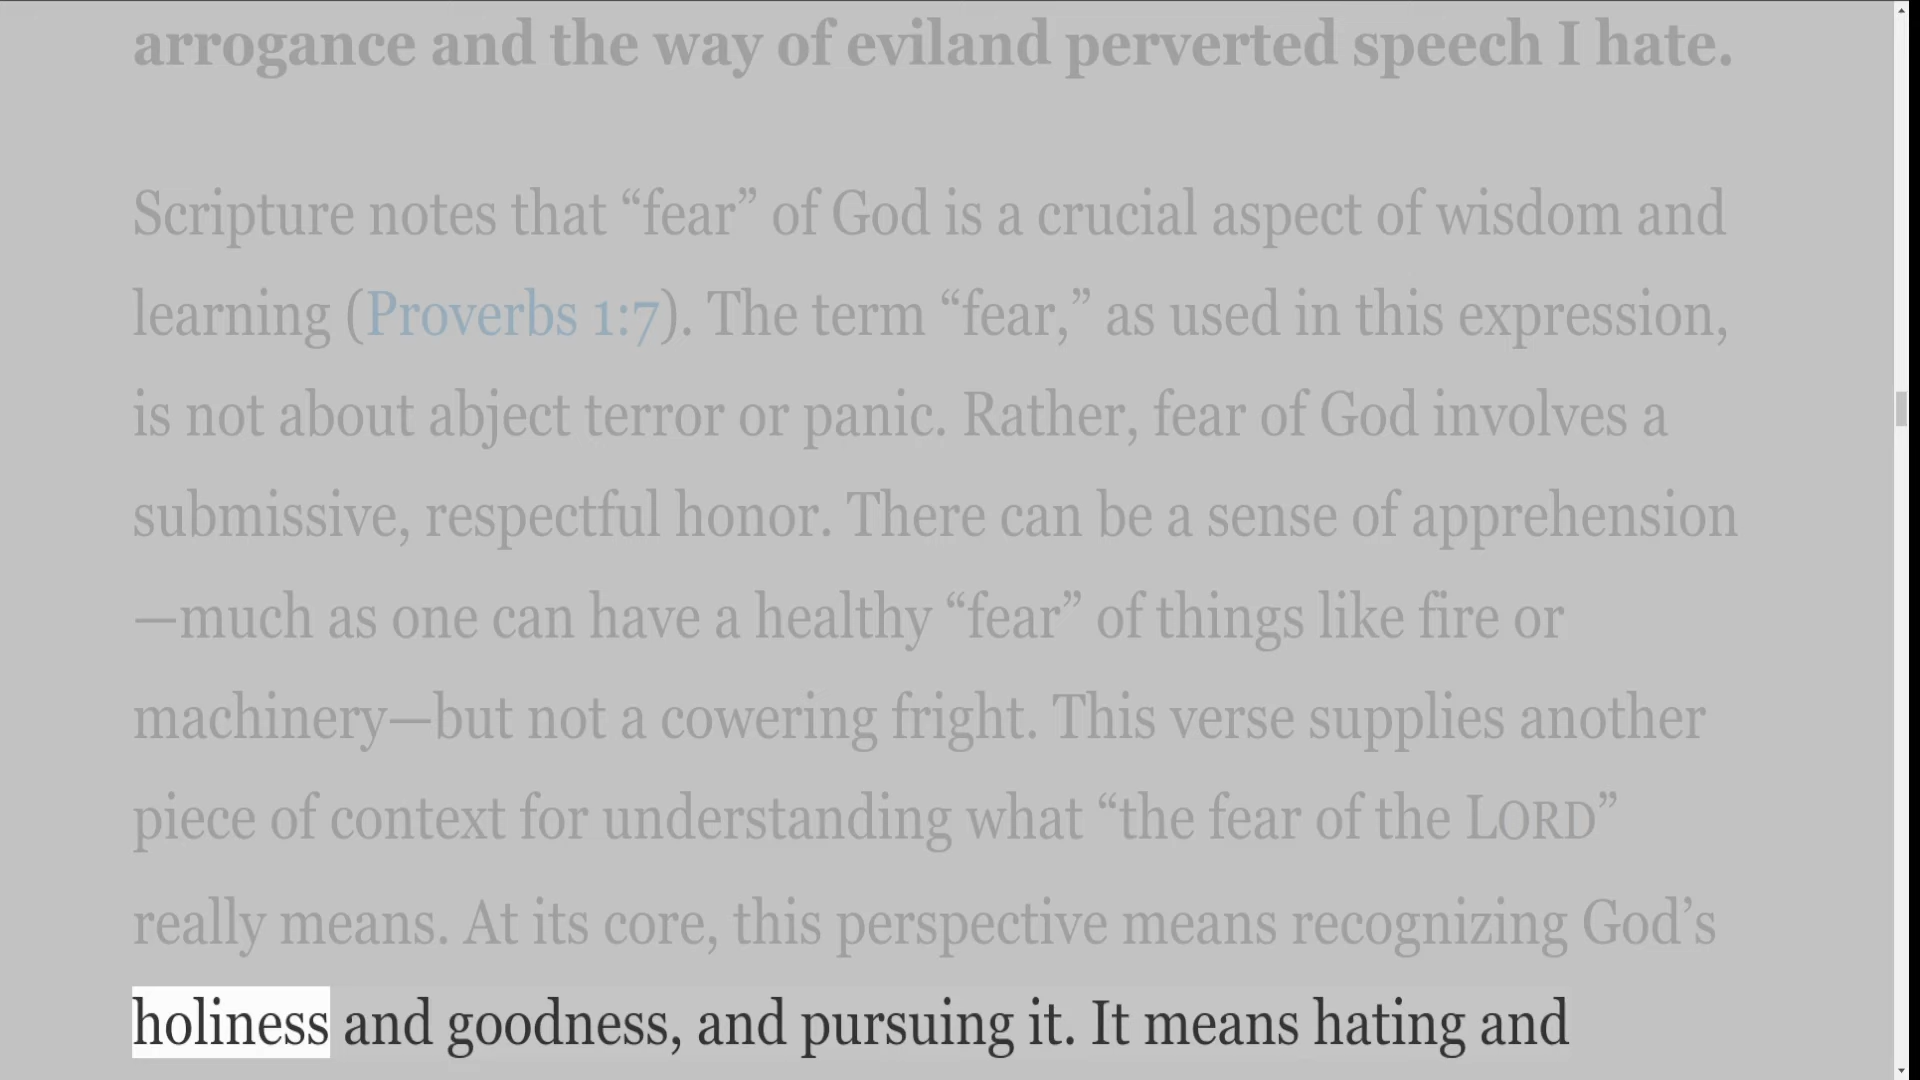 arrogance and the way of eviland perverted speech I hate.
Scripture notes that “fear” of God is a crucial aspect of wisdom and
learning (Proverbs 1:7). The term “fear,” as used in this expression,
is not about abject terror or panic. Rather, fear of God involves a
submissive, respectful honor. There can be a sense of apprehension
—much as one can have a healthy “fear” of things like fire or
machinery—but not a cowering fright. This verse supplies another
piece of context for understanding what “the fear of the LORD”
really means. At its core, this perspective means recognizing God’s
holiness and goodness, and pursuing it. It means hating and